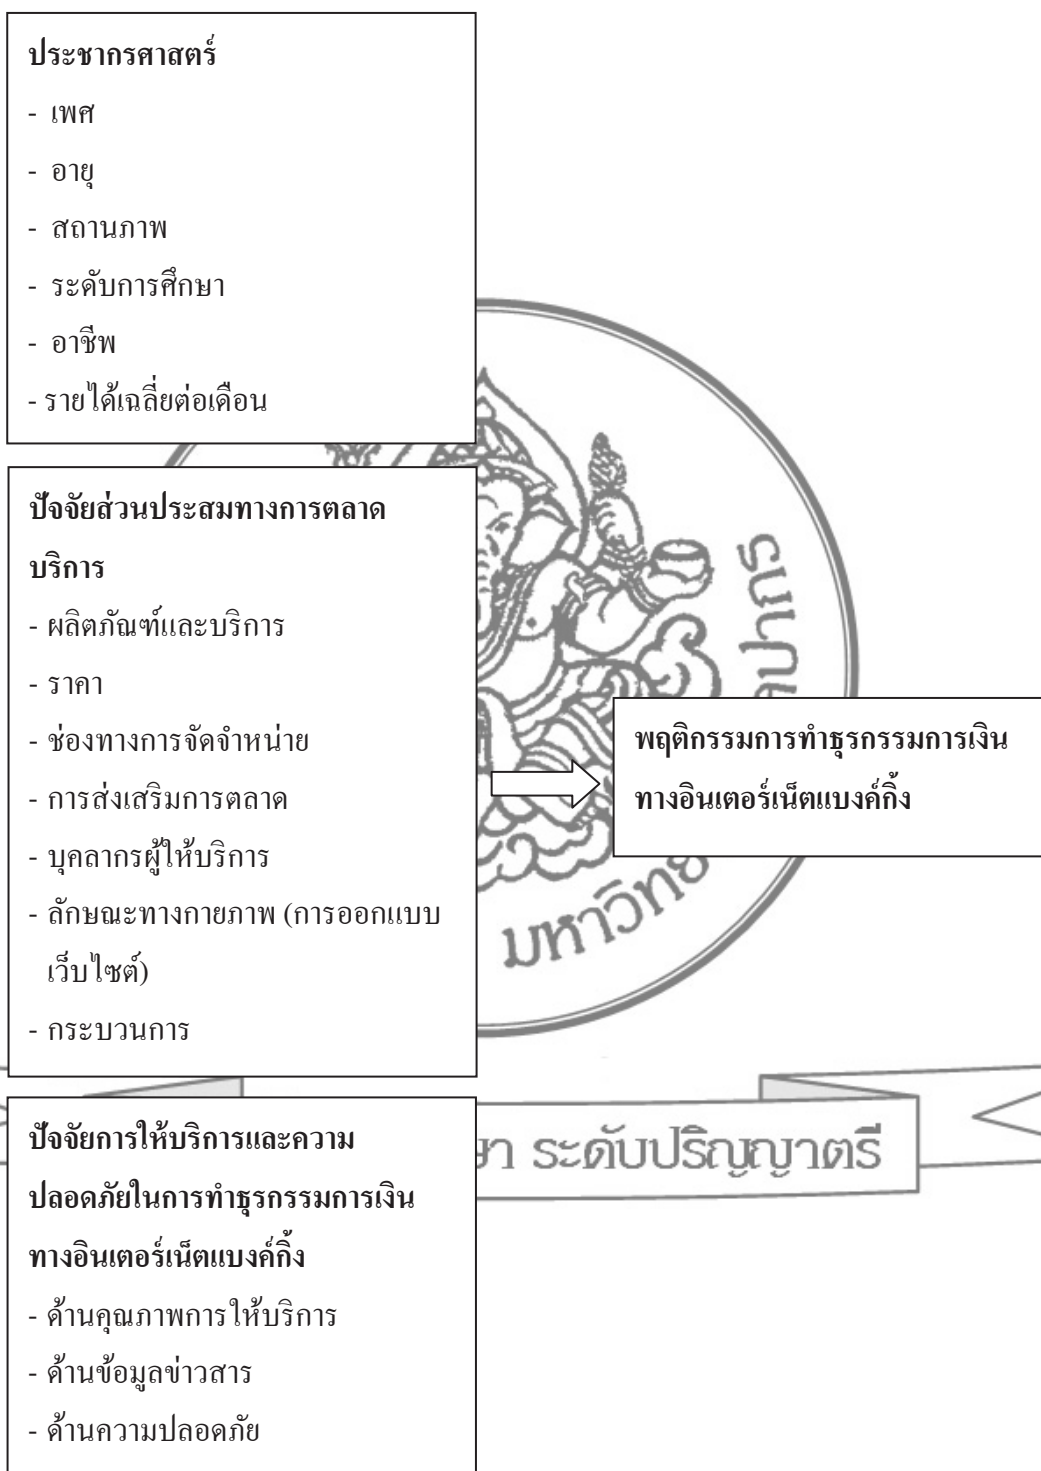 ประชากรศาสตร์
- เพศ
- อายุ
- สถานภาพ
- ระดับการศึกษา
- อาชีพ
- รายได้เฉลี่ยต่อเดือน
ปัจจัยส่วนประสมทางการตลาด
บริการ
- ผลิตภัณฑ์และบริการ
- ราคา
- ช่องทางการจัดจำหน่าย
- การส่งเสริมการตลาด
- บุคลากรผู้ให้บริการ
- ลักษณะทางกายภาพ (การออกแบบ
เว็บไซต์)
- กระบวนการ
พฤติกรรมการทำธุรกรรมการเงิน
ทางอินเตอร์เน็ตแบงค์กิ้ง
ปัจจัยการให้บริการและความ
ปลอดภัยในการทำธุรกรรมการเงิน
ทางอินเตอร์เน็ตแบงค์กิ้ง
- ด้านคุณภาพการให้บริการ
- ด้านข้อมูลข่าวสาร
- ด้านความปลอดภัย
มหาวิทย
ระดับปริญญาตรี